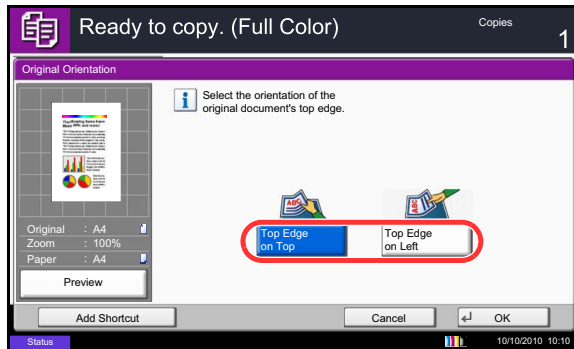 Ready to copy. (Full Color)
Copies
1
Original Orientation
Select the orientation of the
original document's top edge.
ABC
ABC
Top Edge
on Top
Top Edge
on Left
Original : A4
Zoom : 100%
Paper : A4
Preview
Add Shortcut
Cancel
OK
Status
10/10/2010 10:10